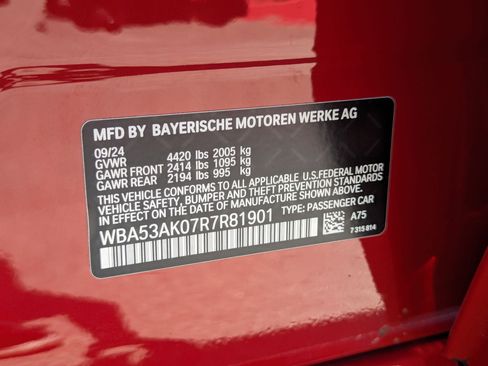 MFD BY BAYERISCHE MOTOREN WERKE AG
09/24
GVWR 4420 lbs 2005 kg
GAWR FRONT 2414 lbs 1095 kg
GAWR REAR 2194 lbs 995 kg
THIS VEHICLE CONFORMS TO ALL APPLICABLE U.S.FEDERAL MOTOR
VEHICLE SAFETY, BUMPER AND THEFT PREVENTION STANDARDS
IN EFFECT ON THE DATE OF MANUFACTURE SHOWN ABOVE.
WBA53AK07R7R81901 TYPE: PASSENGER CAR
A75
7 315 814